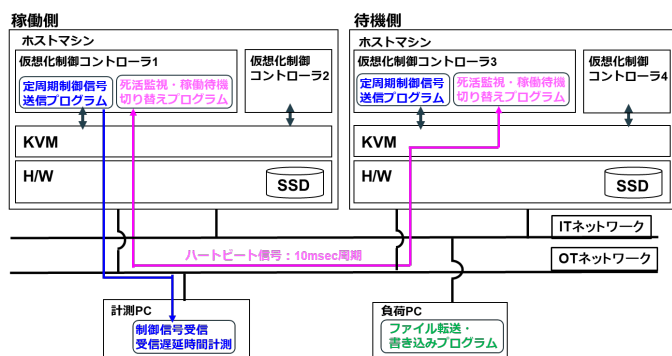 稼働側
ホストマシン
仮想化制御コントローラ1
定周期制御信号
送信プログラム
死活監視・稼働待機
切り替えプログラム
仮想化制御
コントローラ2
KVM
H/W
SSD
待機側
ホストマシン
仮想化制御コントローラ3
定周期制御信号
送信プログラム
死活監視・稼働待機
切り替えプログラム
仮想化制御
コントローラ4
KVM
H/W
SSD
ITネットワーク
ハートビート信号：10msec周期
OTネットワーク
計測PC
制御信号受信
受信遅延時間計測
負荷PC
ファイル転送・
書き込みプログラム